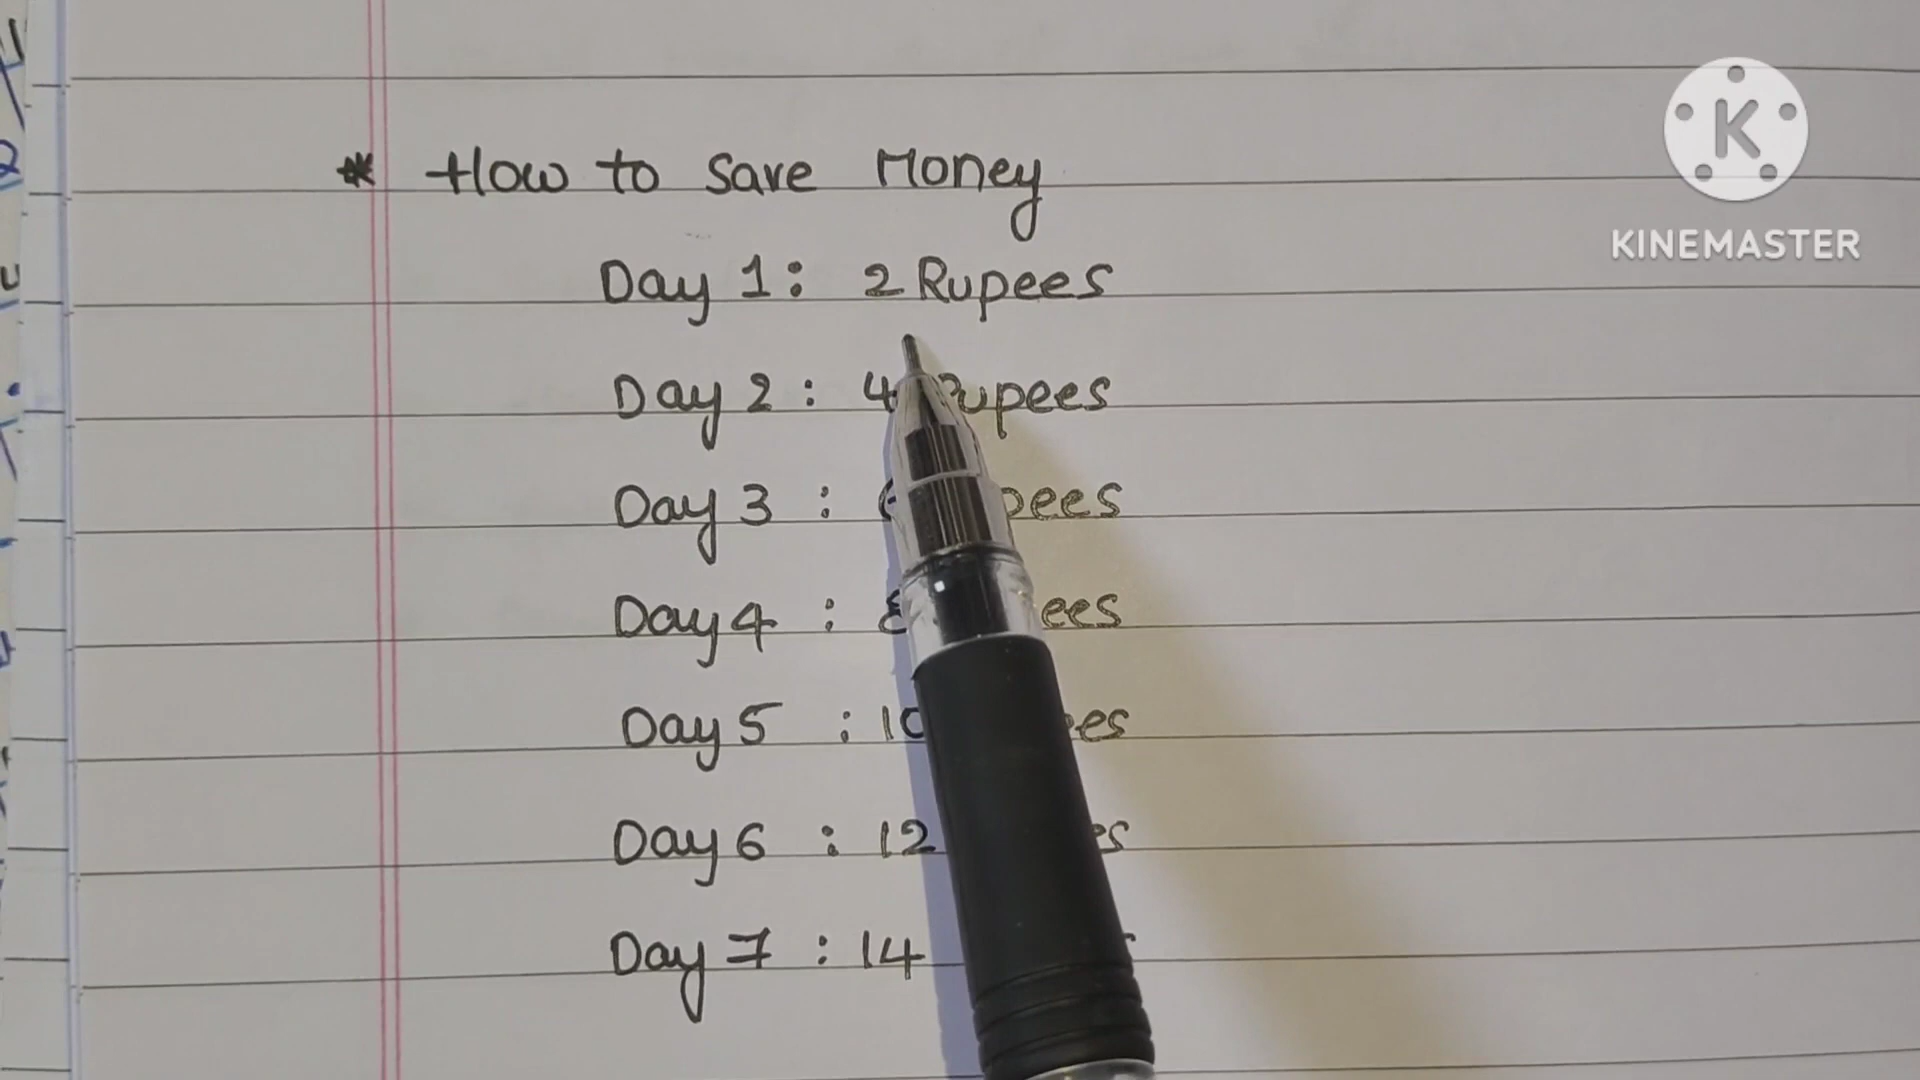 * How to save Money
Day 1: 2 Rupees
Day 2: 4
Day 3:
Day 4:
Day 5:
Day 6: 12
Day 7: 14
K
KINEMASTER